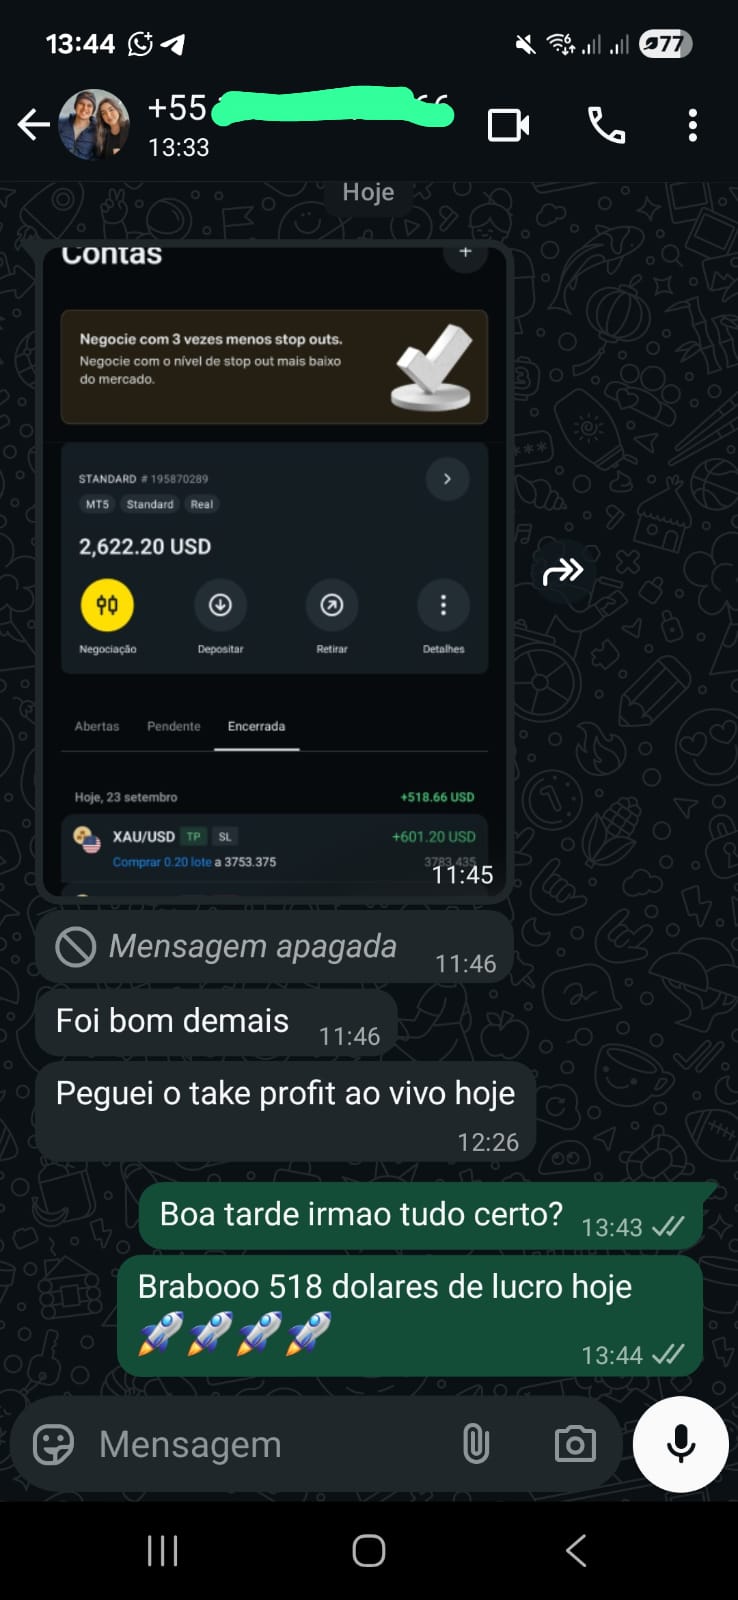 13:44
77
+55
66
13:33
Hoje
Contas
+
Negocie com 3 vezes menos stop outs.
Negocie com o nível de stop out mais baixo
do mercado.
STANDARD # 195870289
MT5 Standard Real
2,622.20 USD
Negociação Depositar Retirar Detalhes
Abertas Pendente Encerrada
Hoje, 23 setembro +518.66 USD
XAU/USD TP SL +601.20 USD
Comprar 0.20 lote a 3753.375 3783.435
11:45
Mensagem apagada 11:46
Foi bom demais 11:46
Peguei o take profit ao vivo hoje
12:26
Boa tarde irmao tudo certo? 13:43
Brabooo 518 dolares de lucro hoje
🚀🚀🚀🚀
13:44
Mensagem